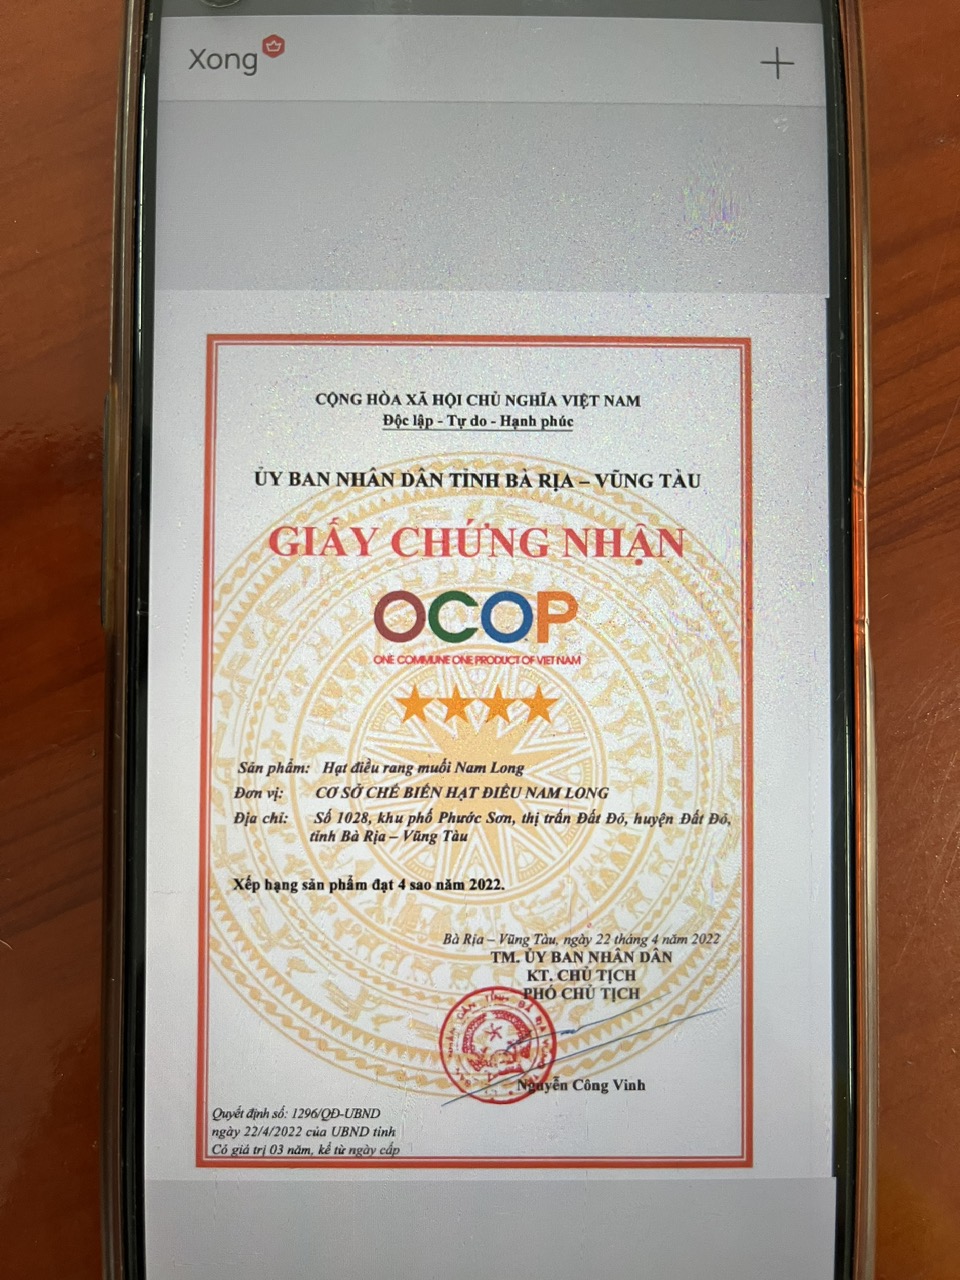 Xong
CỘNG HÒA XÃ HỘI CHỦ NGHĨA VIỆT NAM
Độc lập - Tự do - Hạnh phúc
ỦY BAN NHÂN DÂN TỈNH BÀ RỊA – VŨNG TÀU
GIẤY CHỨNG NHẬN
OCOP
ONE COMMUNE ONE PRODUCT OF VIET NAM
Sản phẩm: Hạt điều rang muối Nam Long
Đơn vị: CƠ SỞ CHẾ BIẾN HẠT ĐIỀU NAM LONG
Địa chỉ: Số 1028, khu phố Phước Sơn, thị trấn Đất Đỏ, huyện Đất Đỏ,
tỉnh Bà Rịa – Vũng Tàu
Xếp hạng sản phẩm đạt 4 sao năm 2022.
Bà Rịa – Vũng Tàu, ngày 22 tháng 4 năm 2022
TM. ỦY BAN NHÂN DÂN
KT. CHỦ TỊCH
PHÓ CHỦ TỊCH
Nguyễn Công Vinh
Quyết định số: 1296/QĐ-UBND
ngày 22/4/2022 của UBND tỉnh
Có giá trị 03 năm, kể từ ngày cấp